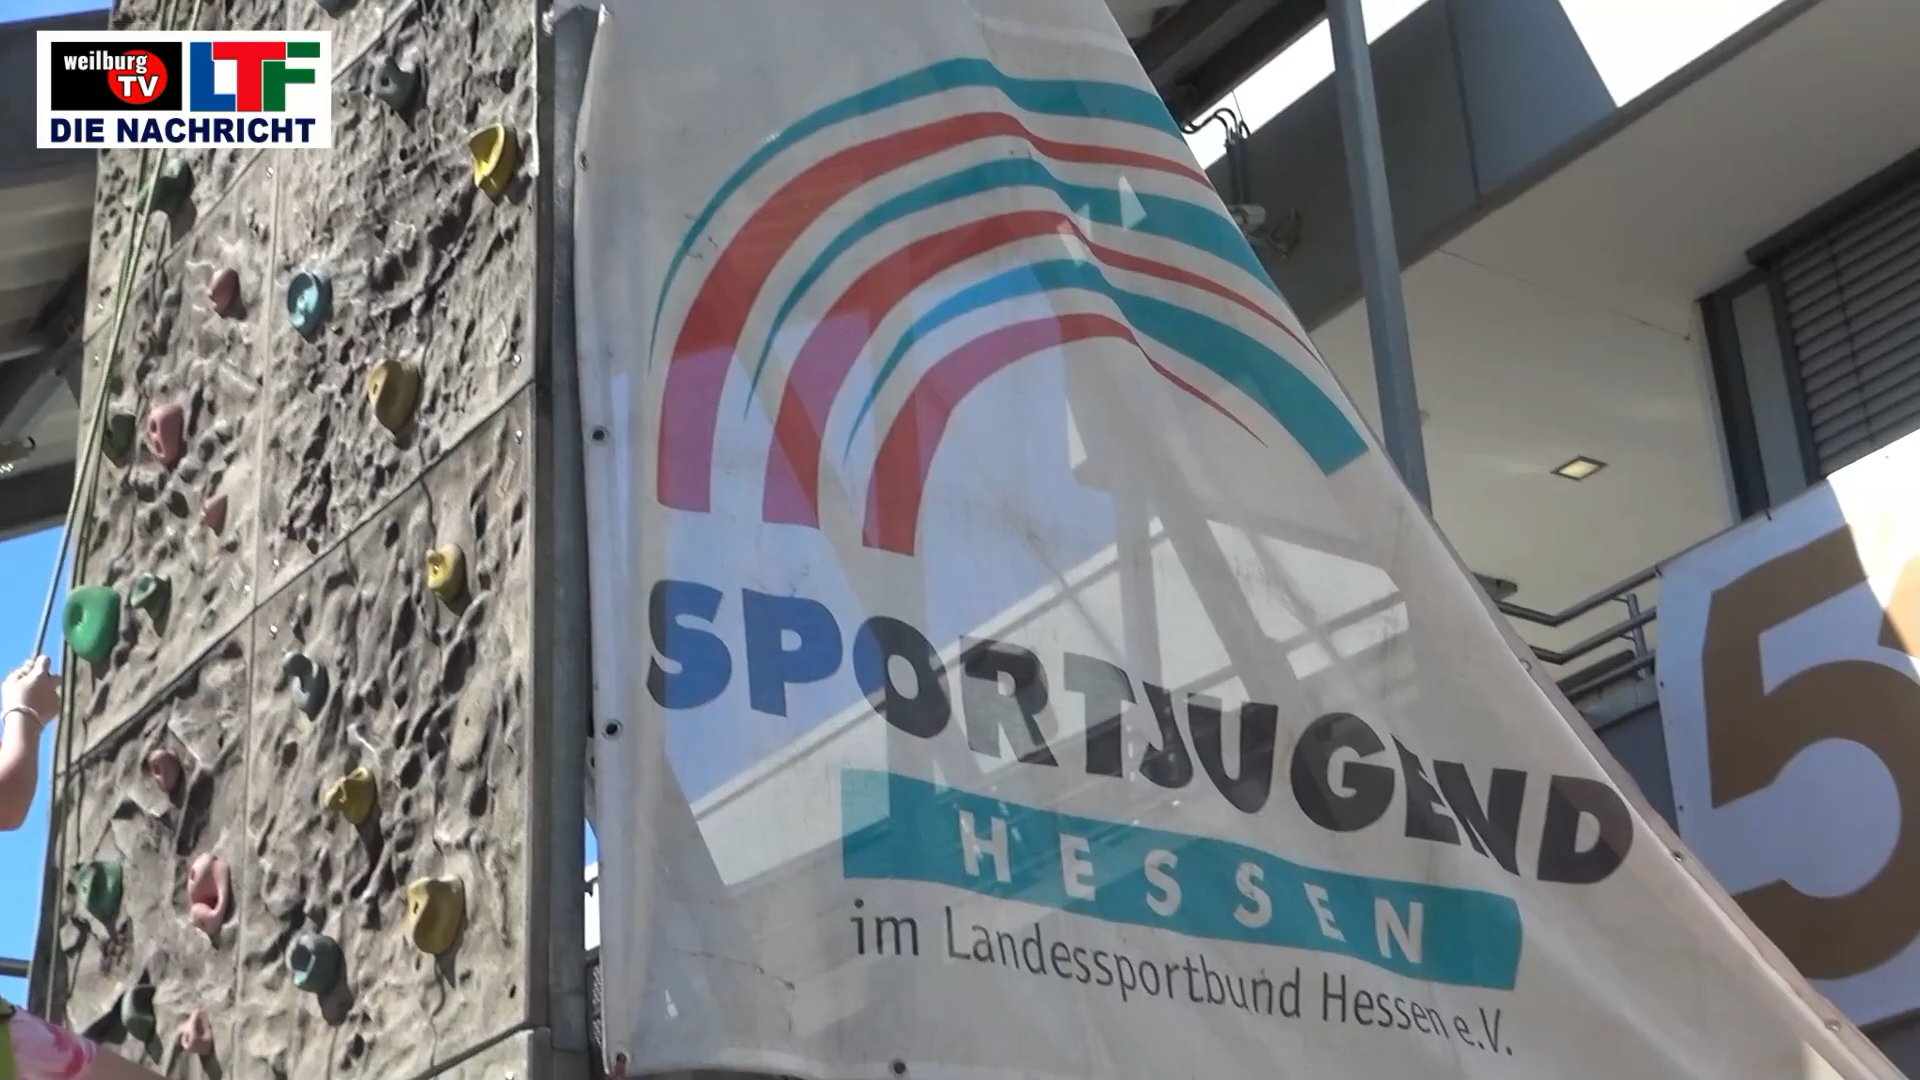 weilburg
TV
LTF
DIE NACHRICHT
SPORTJUGEND
HESSEN
im Landessportbund Hessen e.V.
5